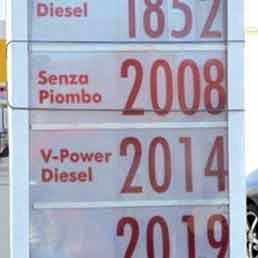 Diesel 1852
Senza
Piombo 2008
V-Power
Diesel 2014
2019